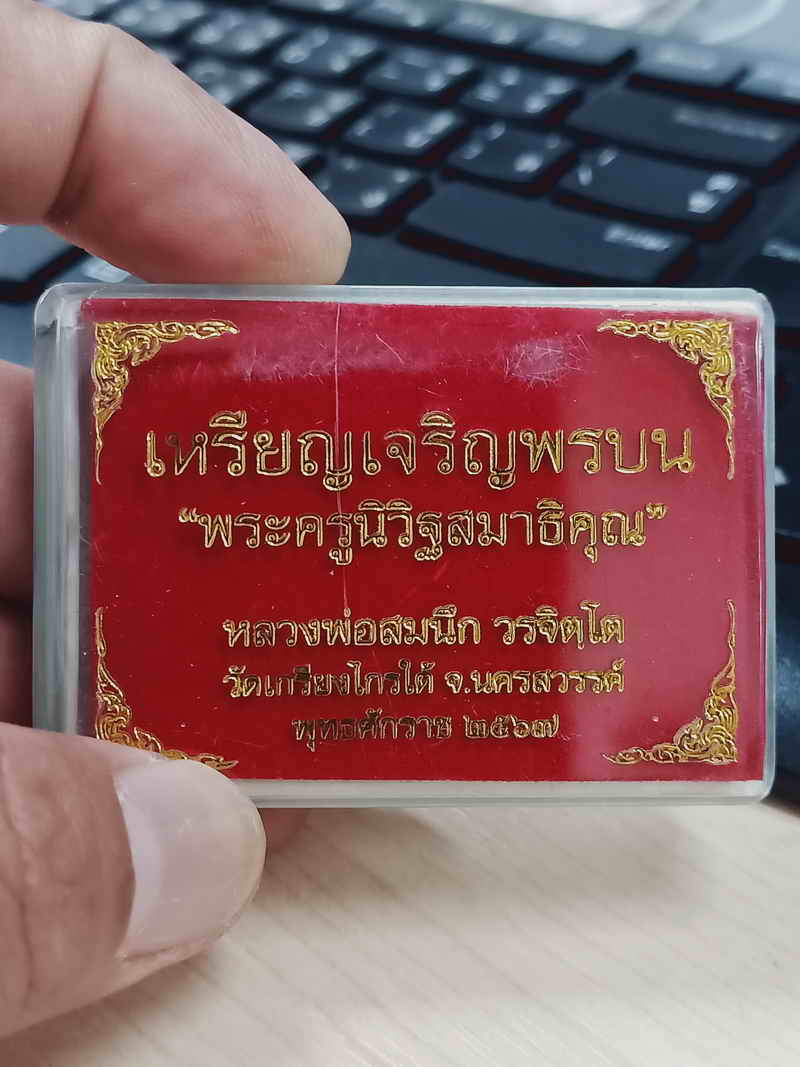 เหรียญเจริญพรบน
“พระครูนิวิฐสมาธิคุณ”
หลวงพ่อสมนึก วรจิตฺโต
วัดเกรียงไกรใต้ จ.นครสวรรค์
พุทธศักราช ๒๕๖๗